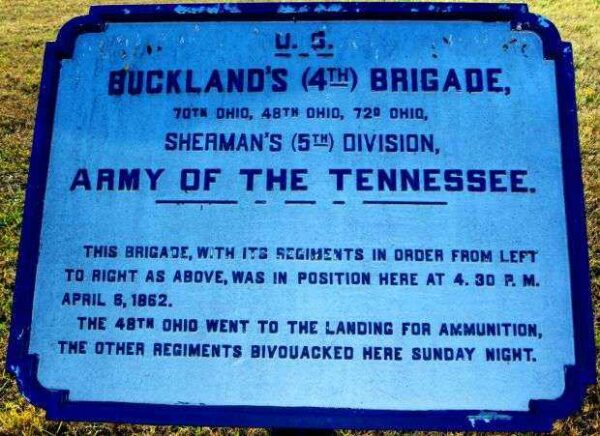 U. S.
BUCKLAND'S (4TH) BRIGADE,
70TH OHIO, 48TH OHIO, 72D OHIO,
SHERMAN'S (5TH) DIVISION,
ARMY OF THE TENNESSEE.
THIS BRIGADE, WITH ITS REGIMENTS IN ORDER FROM LEFT
TO RIGHT AS ABOVE, WAS IN POSITION HERE AT 4.30 P. M.
APRIL 6, 1862.
THE 48TH OHIO WENT TO THE LANDING FOR AMMUNITION,
THE OTHER REGIMENTS BIVOUACKED HERE SUNDAY NIGHT.